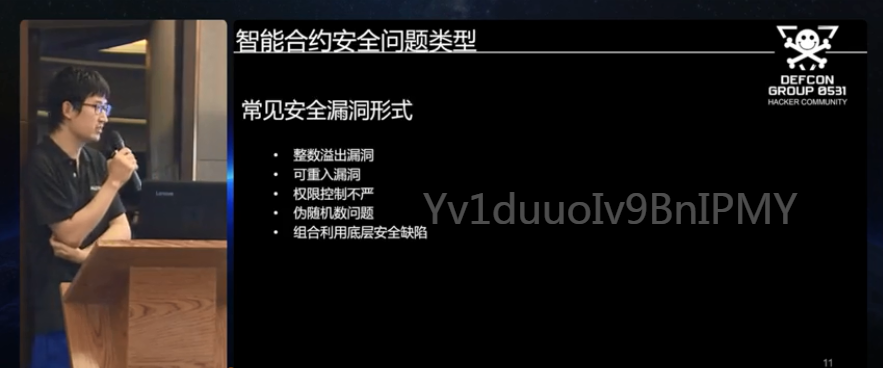 智能合约安全问题类型
DEFCON
GROUP 0531
HACKER COMMUNITY
常见安全漏洞形式
• 整数溢出漏洞
• 可重入漏洞
• 权限控制不严
• 伪随机数问题
• 组合利用底层安全缺陷
Yv1duuoIv9BnIPMY
Lenovo
11